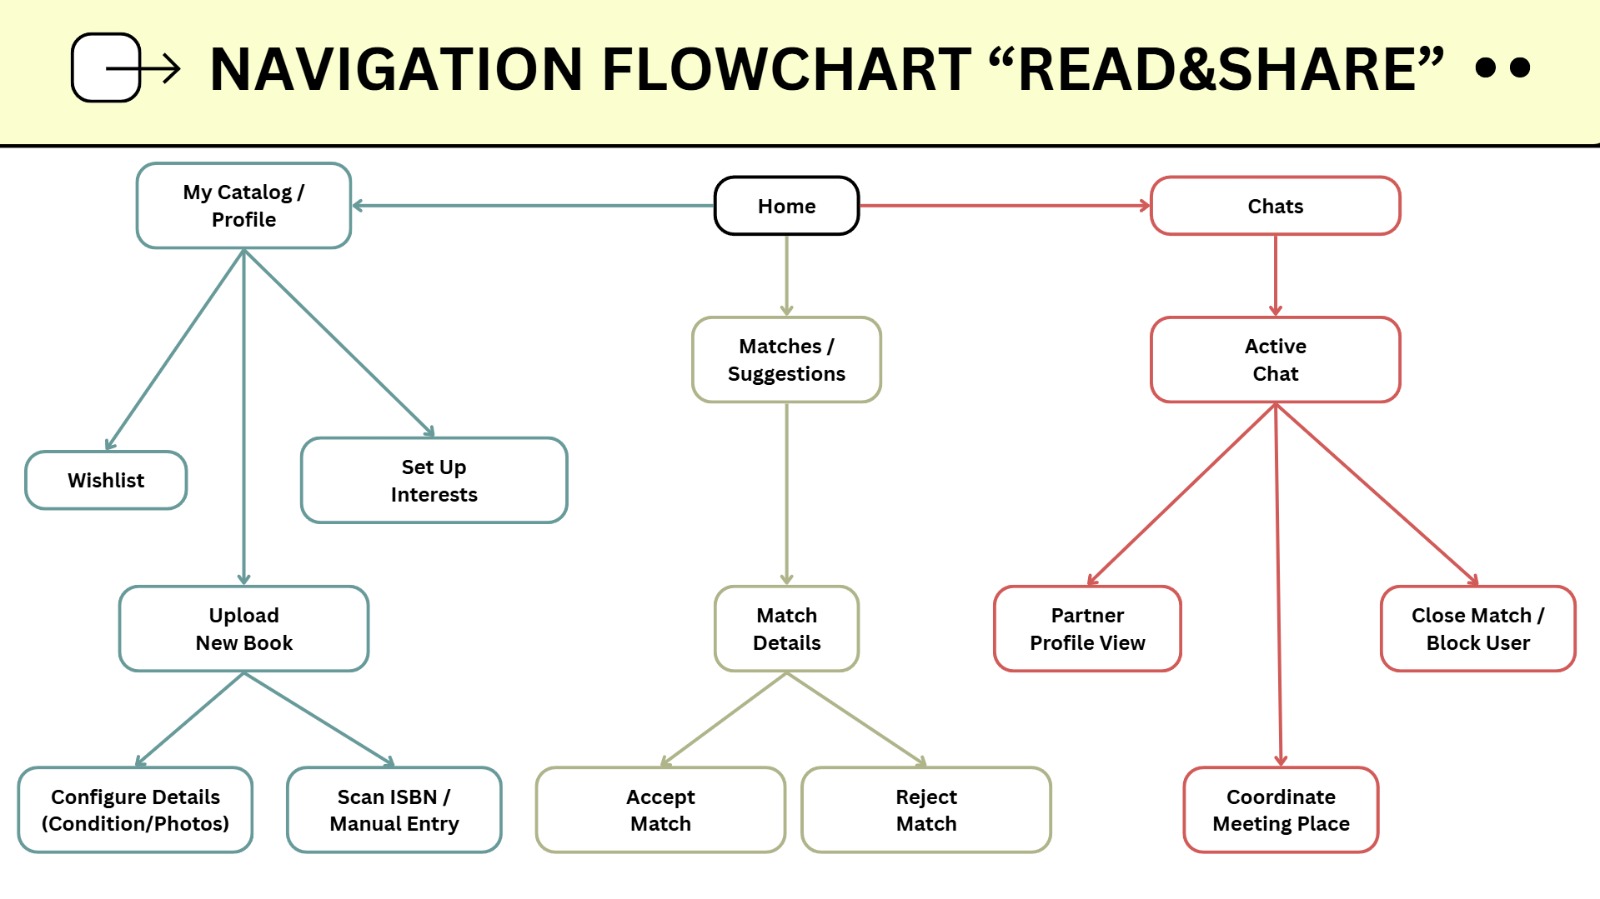 NAVIGATION FLOWCHART “READ&SHARE”
My Catalog /
Profile
Home
Chats
Matches /
Suggestions
Active
Chat
Wishlist
Set Up
Interests
Upload
New Book
Match
Details
Partner
Profile View
Close Match /
Block User
Configure Details
(Condition/Photos)
Scan ISBN /
Manual Entry
Accept
Match
Reject
Match
Coordinate
Meeting Place